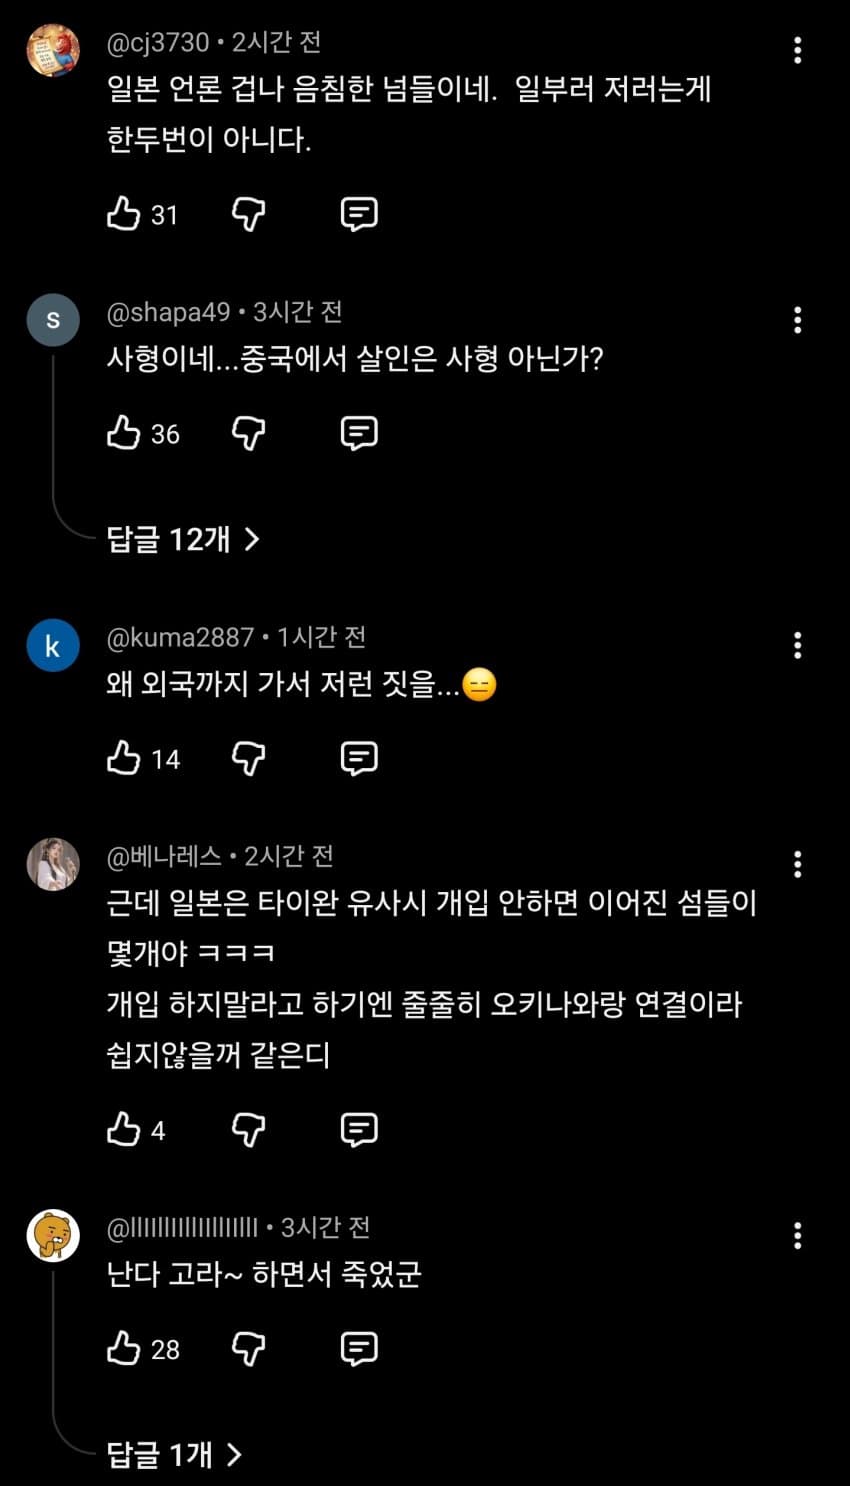 @cj3730 • 2시간 전
일본 언론 겁나 음침한 넘들이네.  일부러 저러는게
한두번이 아니다.
31
s
@shapa49 • 3시간 전
사형이네...중국에서 살인은 사형 아닌가?
36
답글 12개
k
@kuma2887 • 1시간 전
왜 외국까지 가서 저런 짓을...😑
14
@베나레스 • 2시간 전
근데 일본은 타이완 유사시 개입 안하면 이어진 섬들이
몇개야 ㅋㅋㅋ
개입 하지말라고 하기엔 줄줄히 오키나와랑 연결이라
쉽지않을꺼 같은디
4
3시간 전
난다 고라~ 하면서 죽었군
28
답글 1개